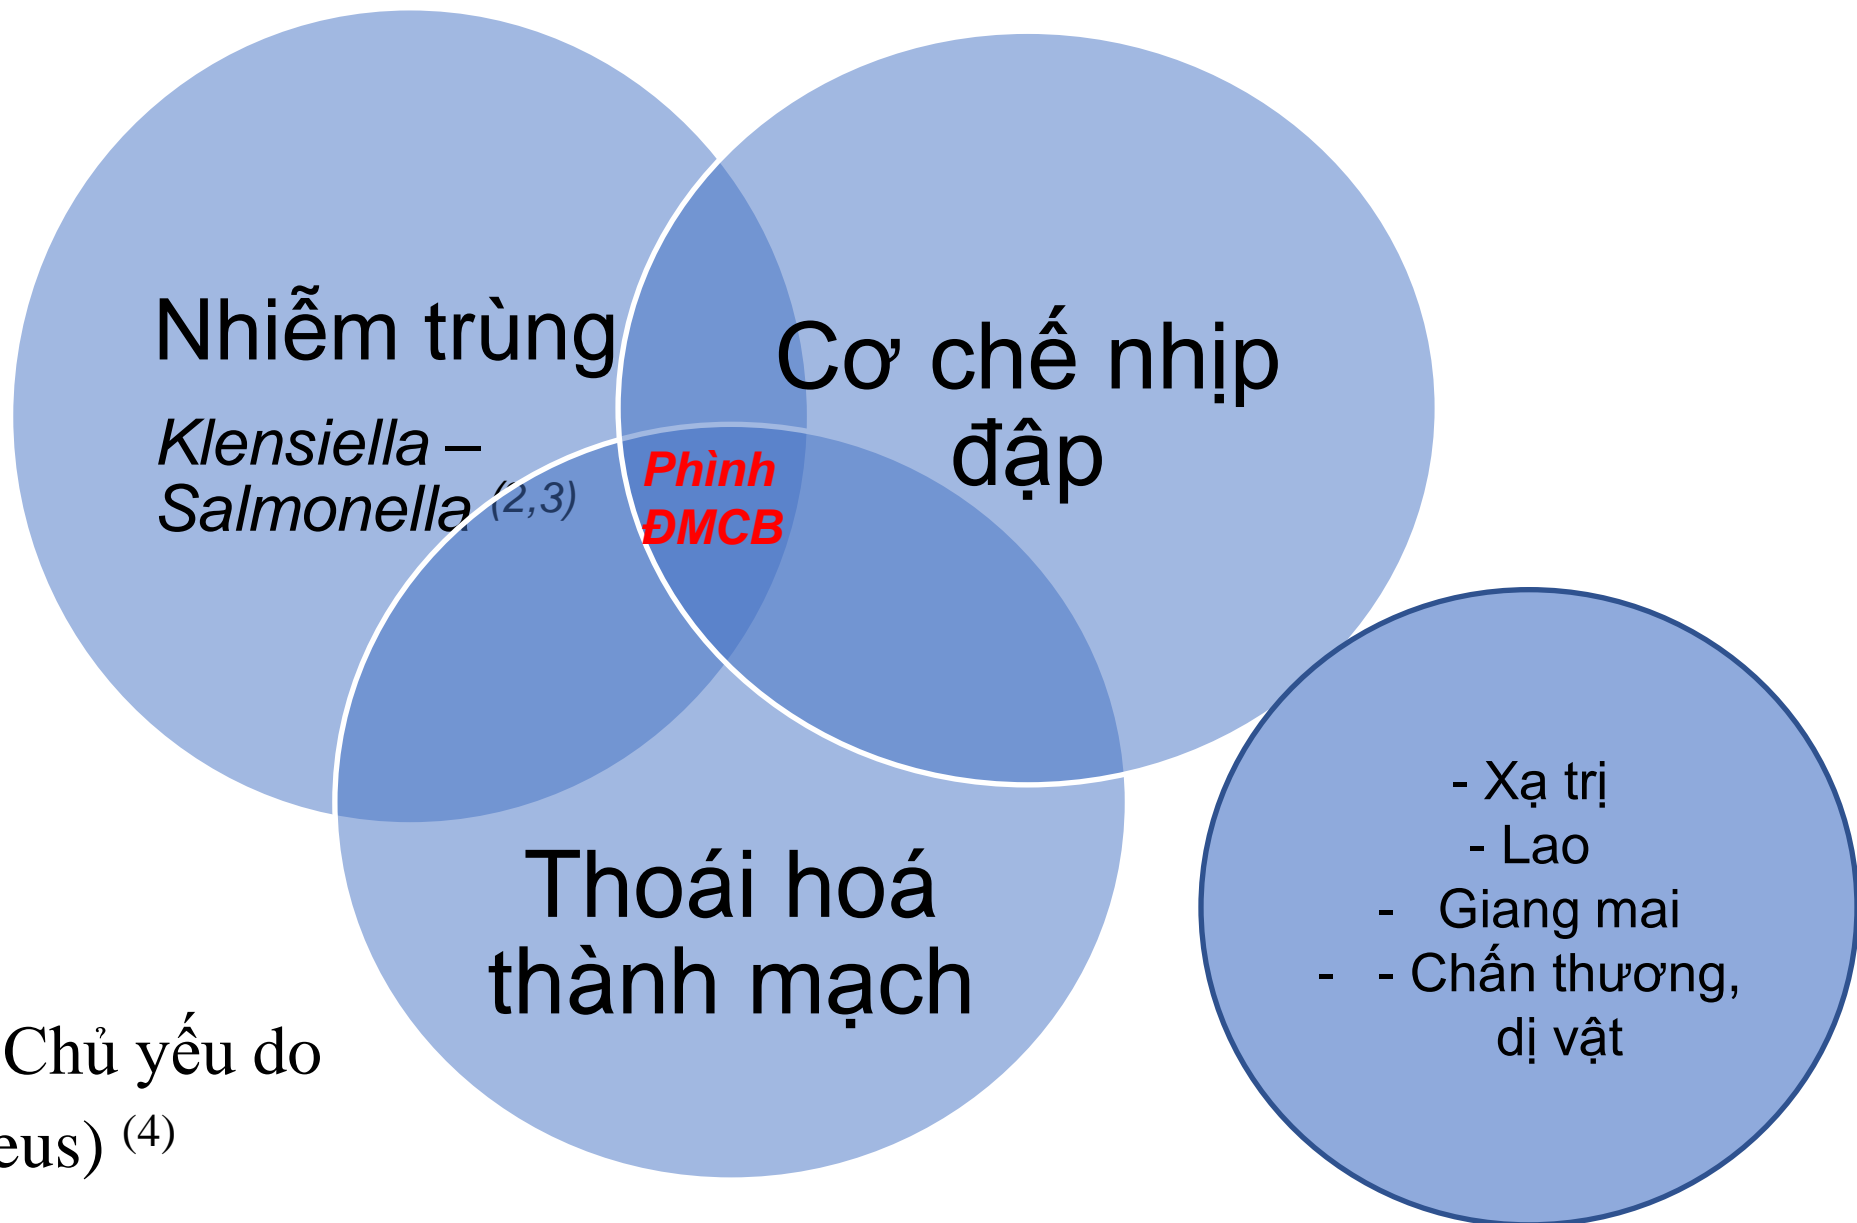 Nhiễm trùng
Klensiella –
Salmonella (2,3)
Cơ chế nhịp
đập
Phình
ĐMCB
Thoái hoá
thành mạch
- Xạ trị
- Lao
- Giang mai
- - Chấn thương,
dị vật
Chủ yếu do
eus) (4)